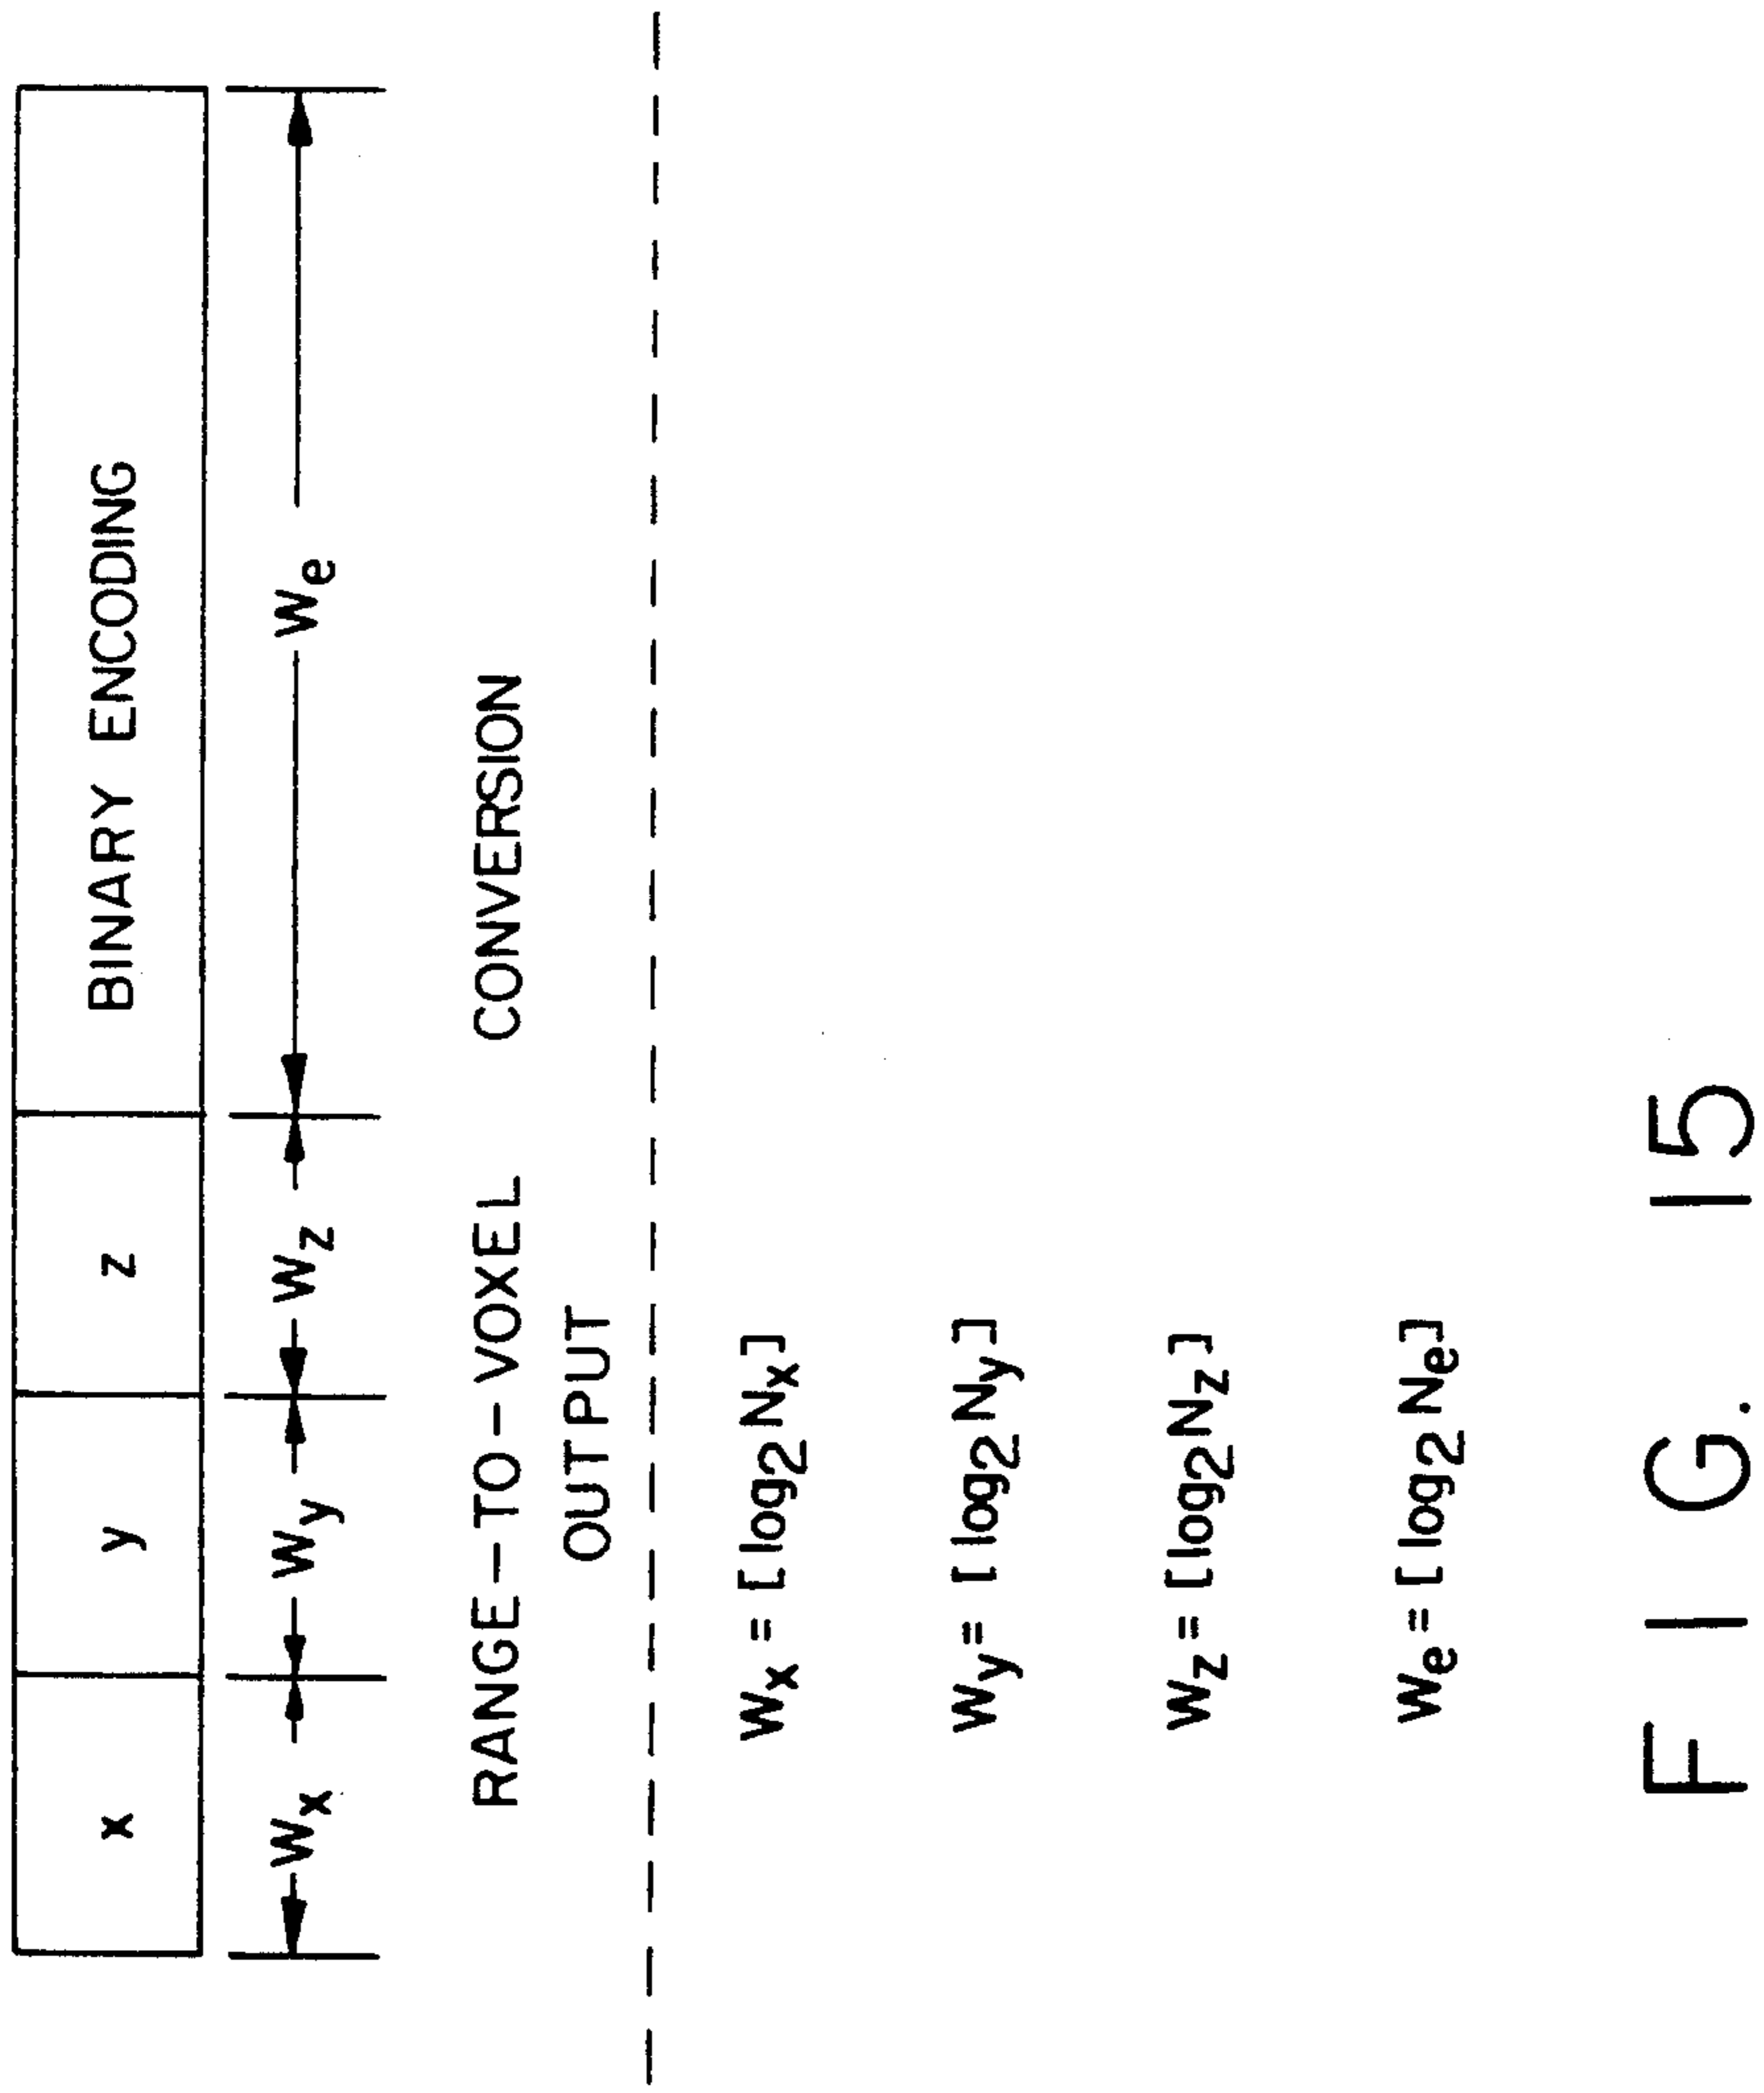 x y z BINARY ENCODING
Wx Wy Wz We
RANGE–TO–VOXEL CONVERSION
OUTPUT
Wx = [log2Nx]
Wy = [log2Ny]
Wz = [log2Nz]
We = [log2Ne]
FIG. 15